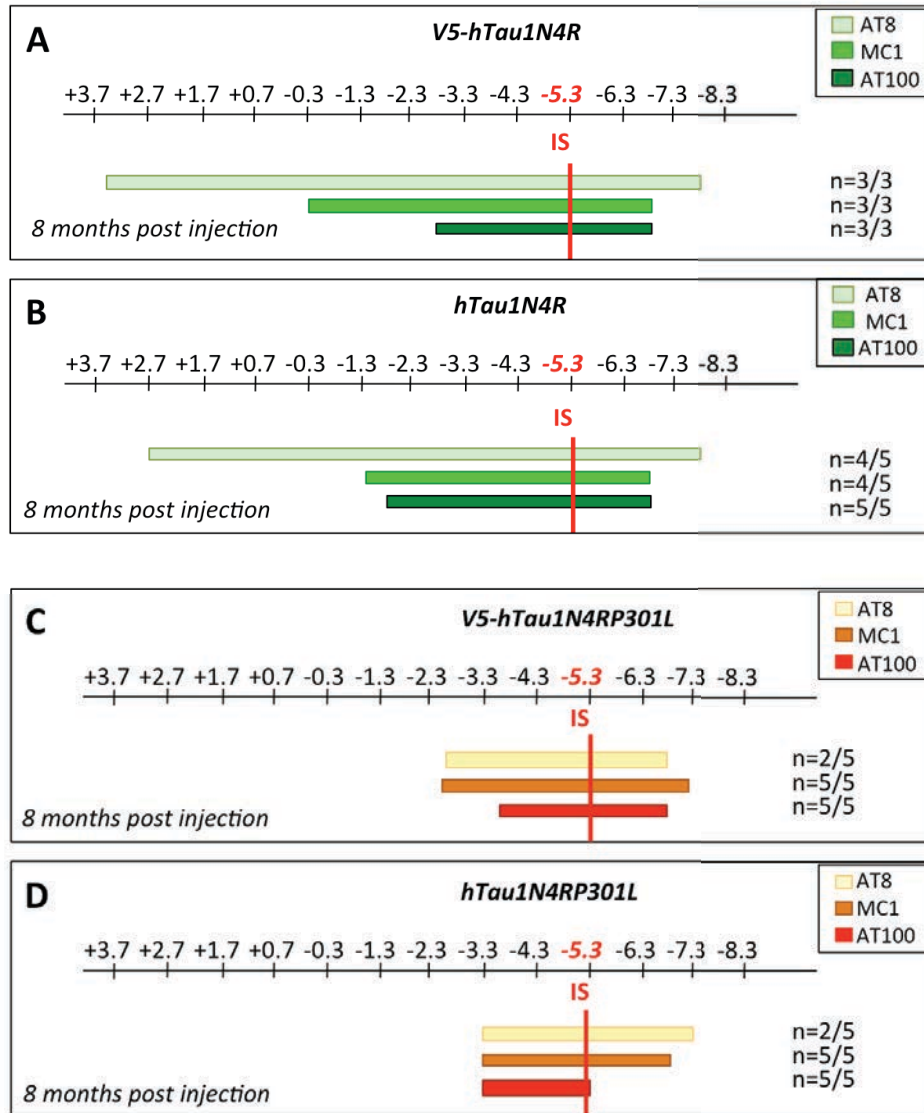 A
V5-hTau1N4R
AT8
MC1
AT100
+3.7 +2.7 +1.7 +0.7 -0.3 -1.3 -2.3 -3.3 -4.3 -5.3 -6.3 -7.3 -8.3
IS
n=3/3
n=3/3
n=3/3
8 months post injection
B
hTau1N4R
AT8
MC1
AT100
+3.7 +2.7 +1.7 +0.7 -0.3 -1.3 -2.3 -3.3 -4.3 -5.3 -6.3 -7.3 -8.3
IS
n=4/5
n=4/5
n=5/5
8 months post injection
C
V5-hTau1N4RP301L
AT8
MC1
AT100
+3.7 +2.7 +1.7 +0.7 -0.3 -1.3 -2.3 -3.3 -4.3 -5.3 -6.3 -7.3 -8.3
IS
n=2/5
n=5/5
n=5/5
8 months post injection
D
hTau1N4RP301L
AT8
MC1
AT100
+3.7 +2.7 +1.7 +0.7 -0.3 -1.3 -2.3 -3.3 -4.3 -5.3 -6.3 -7.3 -8.3
IS
n=2/5
n=5/5
n=5/5
8 months post injection